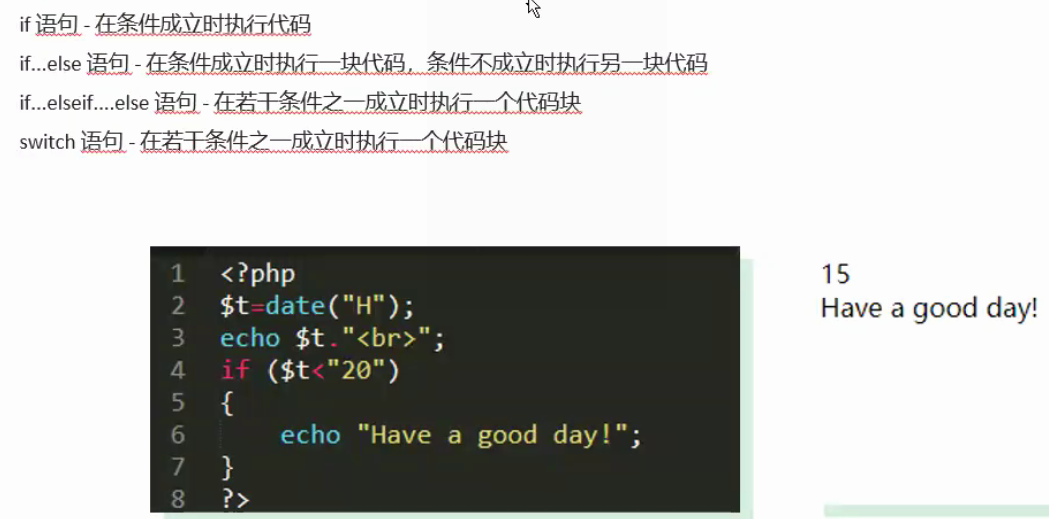 if 语句 - 在条件成立时执行代码
if...else 语句 - 在条件成立时执行一块代码，条件不成立时执行另一块代码
if...elseif....else 语句 - 在若干条件之一成立时执行一个代码块
switch 语句 - 在若干条件之一成立时执行一个代码块
1 <?php
2 $t=date("H");
3 echo $t."<br>";
4 if ($t<"20")
5 {
6     echo "Have a good day!";
7 }
8 ?>
15
Have a good day!